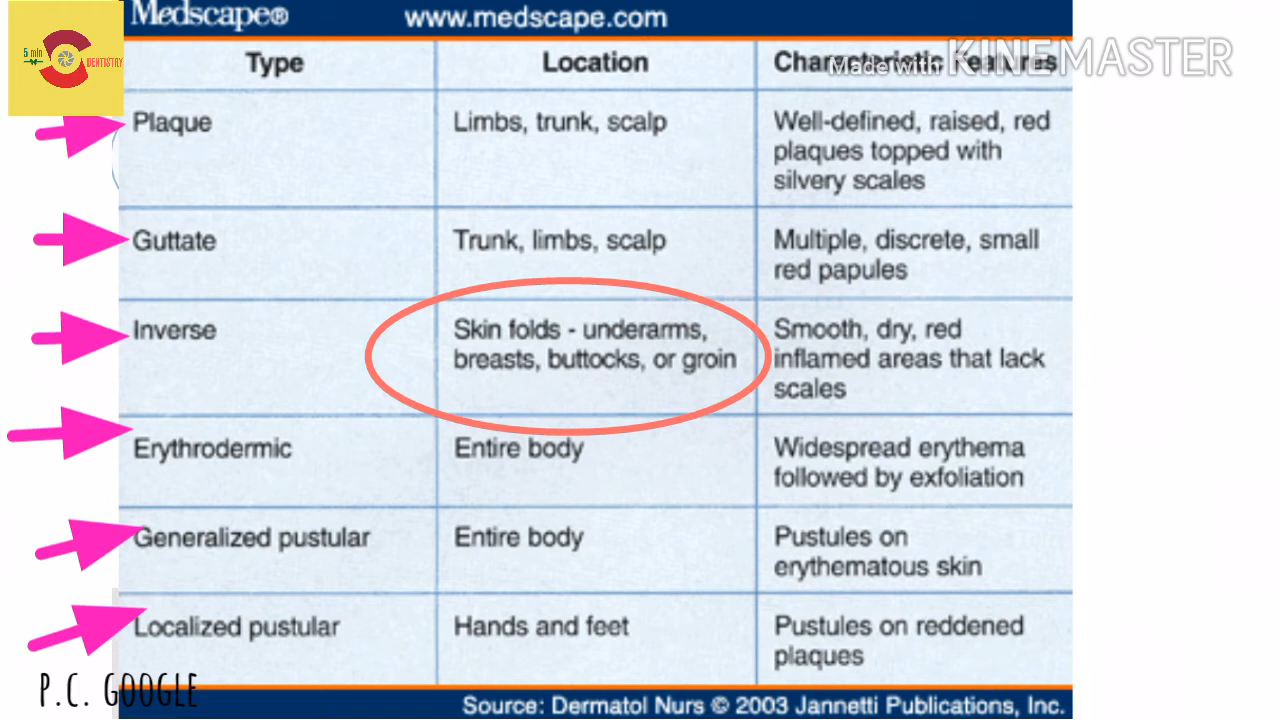 Medscape® www.medscape.com
5 min
DENTISTRY
Made with KINEMASTER
Type Location Characteristic Features
Plaque Limbs, trunk, scalp Well-defined, raised, red
plaques topped with
silvery scales
Guttate Trunk, limbs, scalp Multiple, discrete, small
red papules
Inverse Skin folds - underarms, Smooth, dry, red
breasts, buttocks, or groin inflamed areas that lack
scales
Erythrodermic Entire body Widespread erythema
followed by exfoliation
Generalized pustular Entire body Pustules on
erythematous skin
Localized pustular Hands and feet Pustules on reddened
plaques
P.C. GOOGLE
Source: Dermatol Nurs © 2003 Jannetti Publications, Inc.